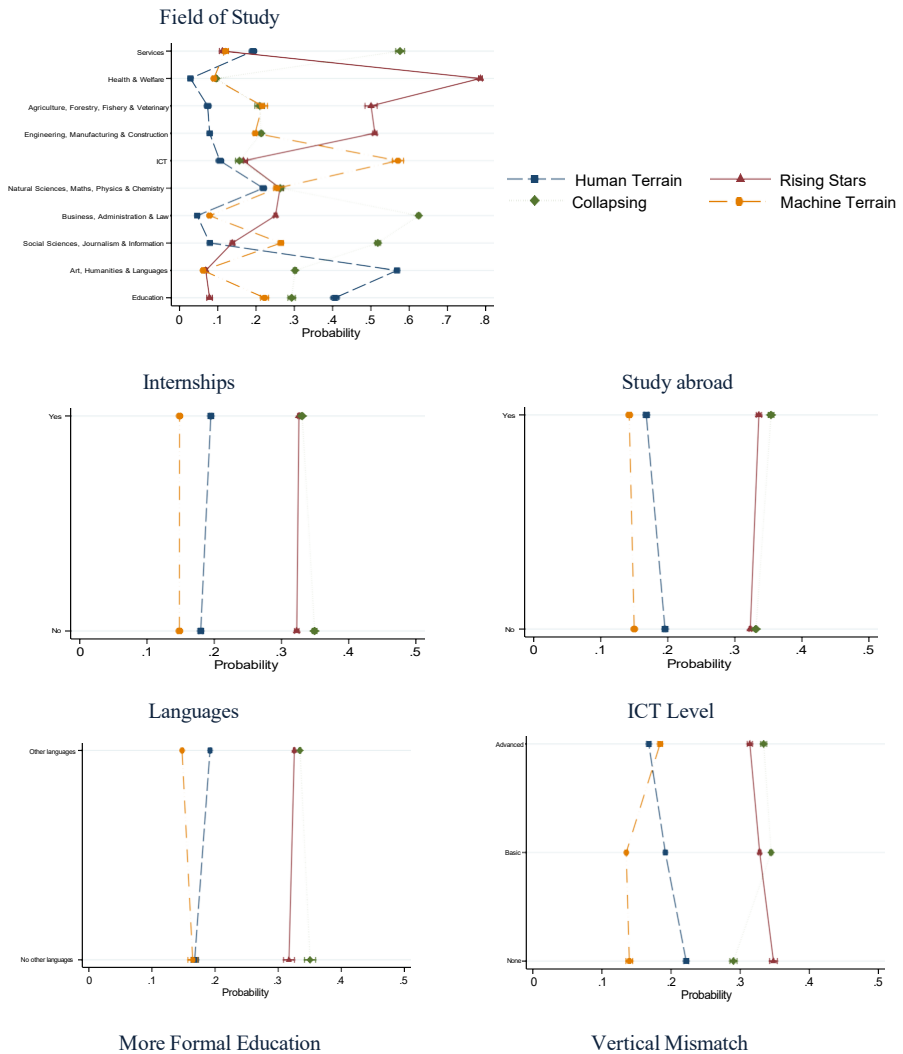 Field of Study
Services
Health & Welfare
Agriculture, Forestry, Fishery & Veterinary
Engineering, Manufacturing & Construction
ICT
Natural Sciences, Maths, Physics & Chemistry
Business, Administration & Law
Social Sciences, Journalism & Information
Art, Humanities & Languages
Education
0 .1 .2 .3 .4 .5 .6 .7 .8
Probability
Human Terrain Rising Stars
Collapsing Machine Terrain
Internships
Yes
No
0 .1 .2 .3 .4 .5
Probability
Study abroad
Yes
No
0 .1 .2 .3 .4 .5
Probability
Languages
Other languages
No other languages
0 .1 .2 .3 .4 .5
Probability
ICT Level
Advanced
Basic
None
0 .1 .2 .3 .4 .5
Probability
More Formal Education
Vertical Mismatch